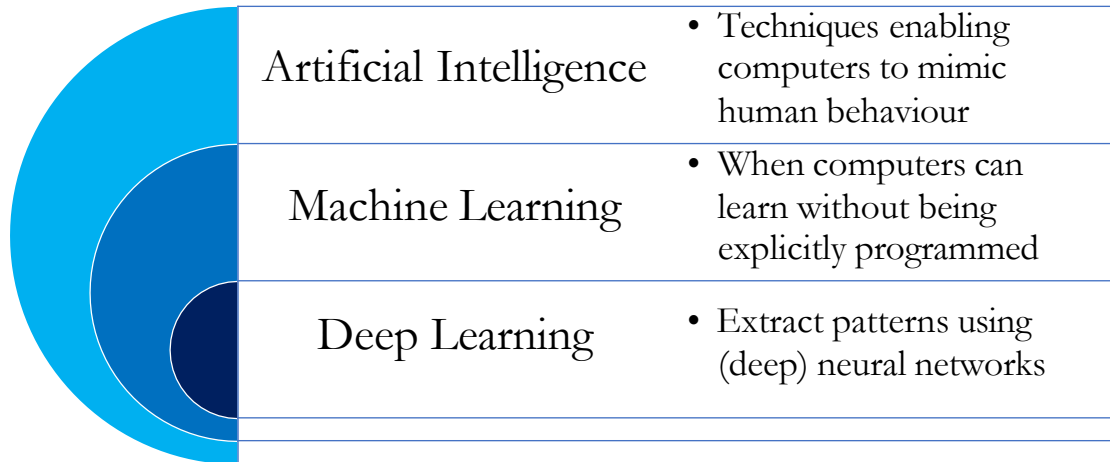 Artificial Intelligence
• Techniques enabling
computers to mimic
human behaviour
Machine Learning
• When computers can
learn without being
explicitly programmed
Deep Learning
• Extract patterns using
(deep) neural networks